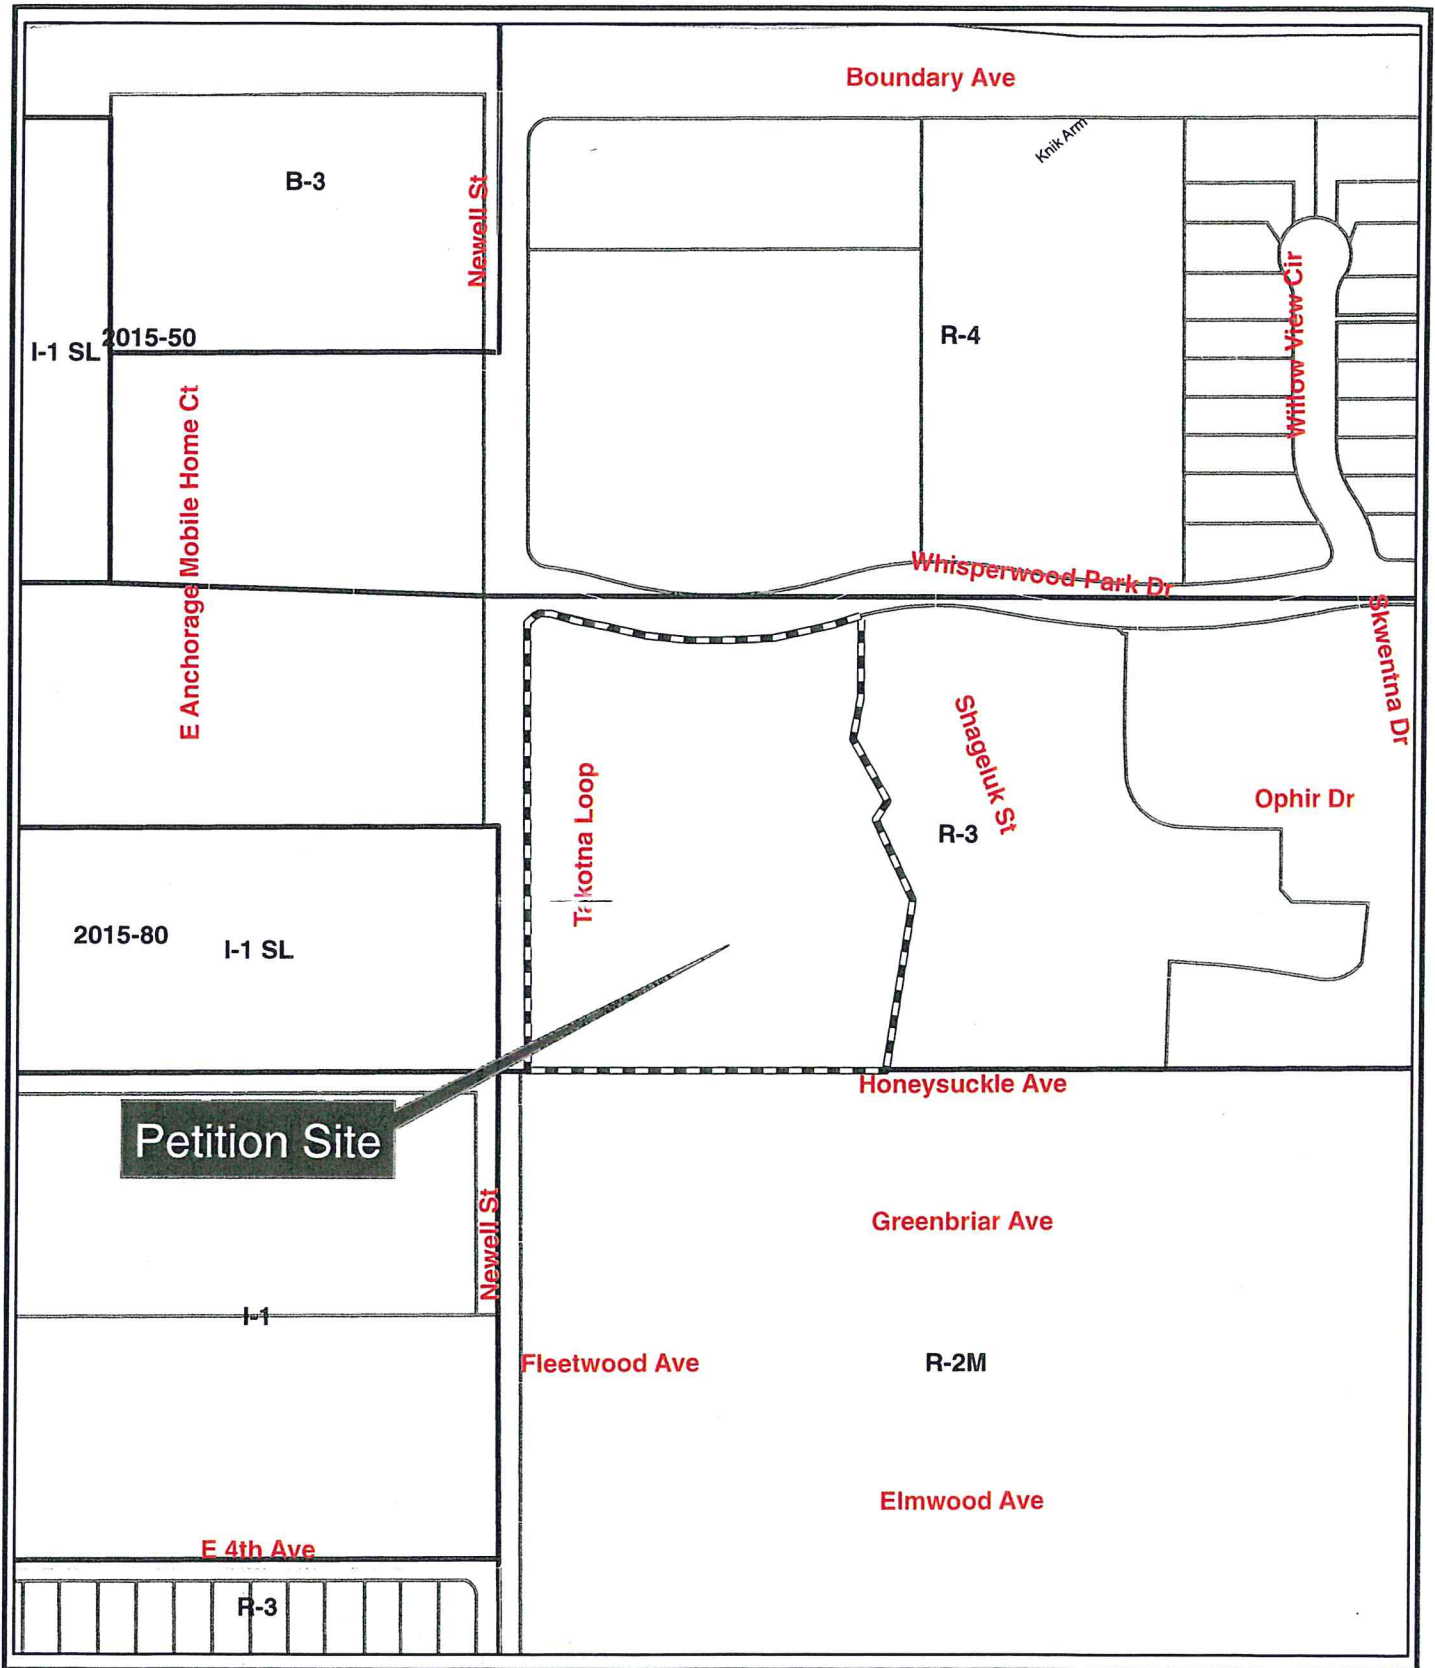 Boundary Ave
Knik Arm
B-3
Newell St
2015-50
I-1 SL
R-4
Willow View Cir
E Anchorage Mobile Home Ct
Whisperwood Park Dr
Skwentna Dr
Shageluk St
Takotna Loop
Ophir Dr
R-3
2015-80
I-1 SL
Honeysuckle Ave
Petition Site
Newell St
Greenbriar Ave
I-1
Fleetwood Ave
R-2M
Elmwood Ave
E 4th Ave
R-3